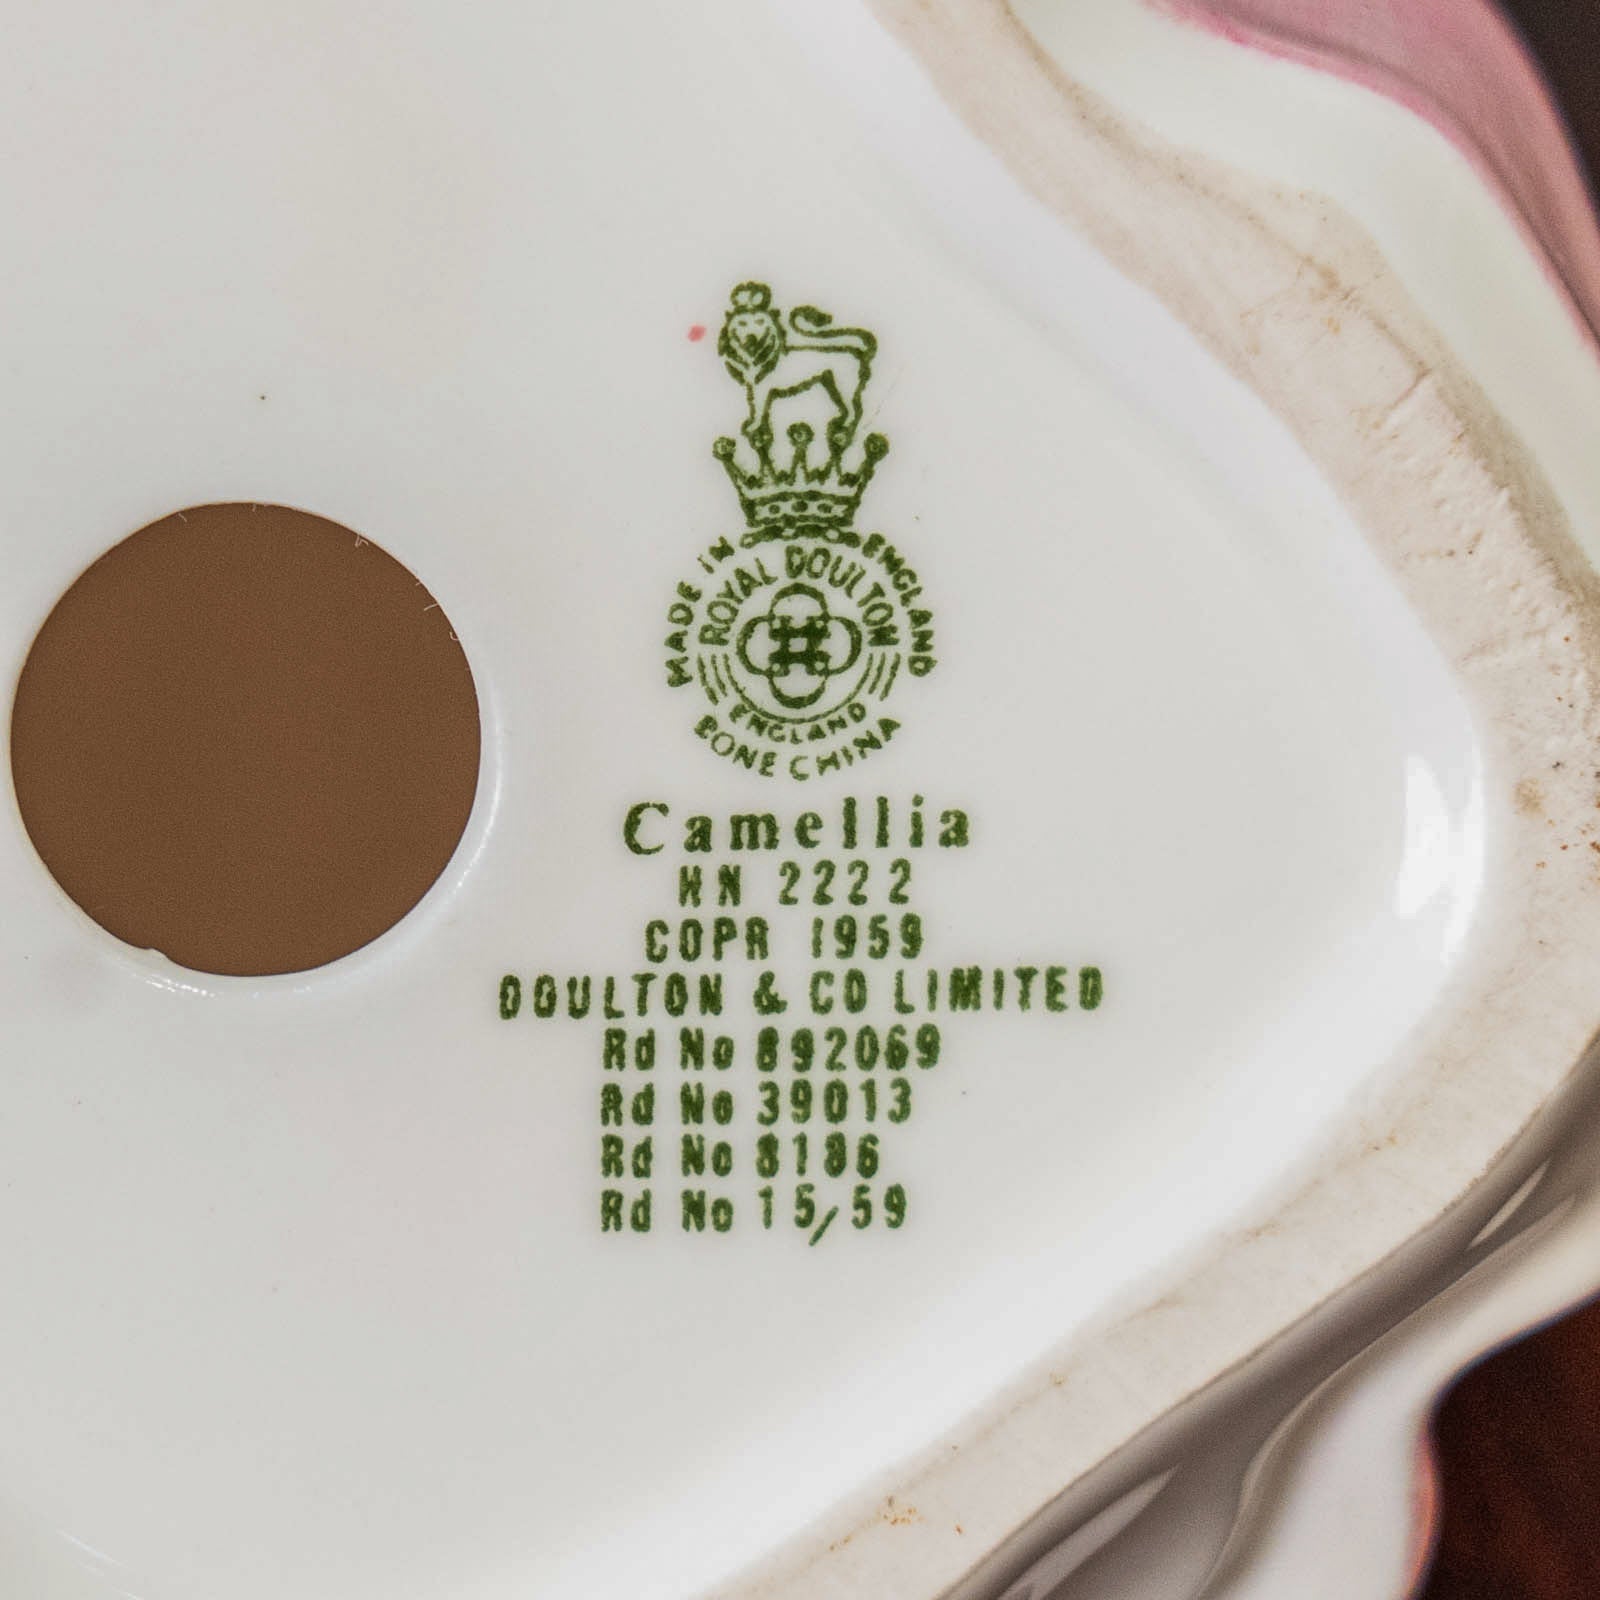 MADE IN ENGLAND
ROYAL DOULTON
ENGLAND
BONE CHINA
Camellia
HN 2222
COPR 1959
DOULTON & CO LIMITED
Rd No 892069
Rd No 39013
Rd No 8186
Rd No 15/59